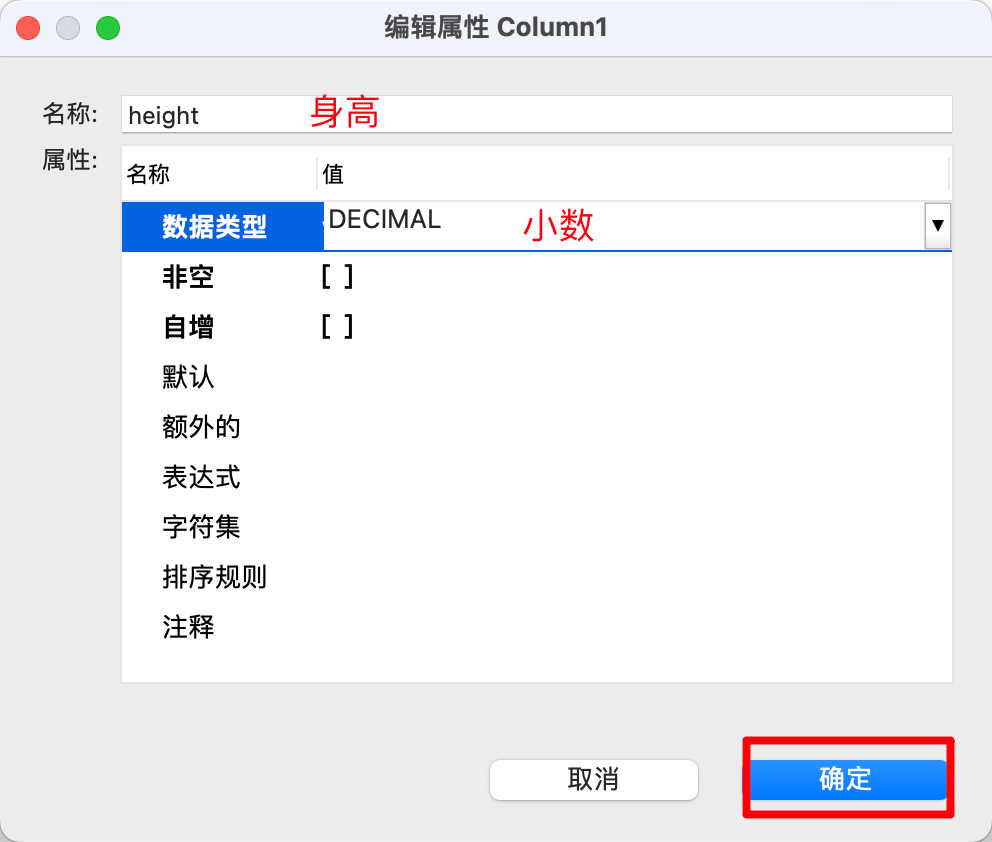 编辑属性 Column1
名称: height 身高
属性:
名称 值
数据类型 DECIMAL 小数 ▼
非空 [ ]
自增 [ ]
默认
额外的
表达式
字符集
排序规则
注释
取消 确定